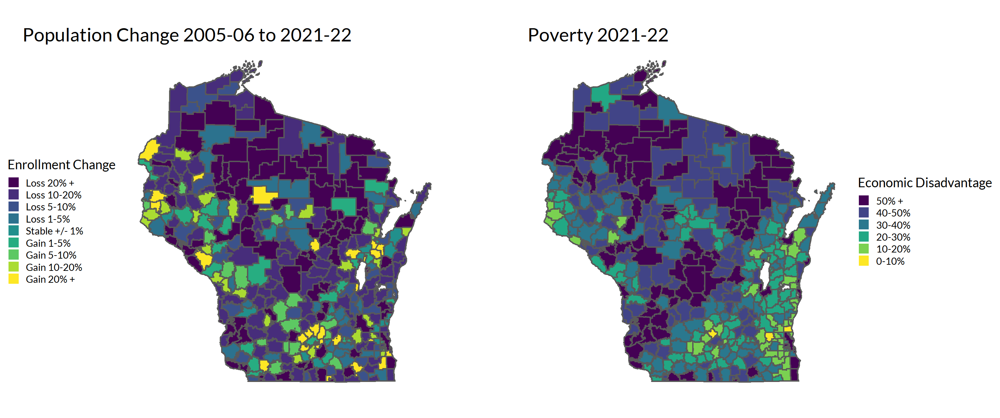 Population Change 2005-06 to 2021-22
Enrollment Change
Loss 20% +
Loss 10-20%
Loss 5-10%
Loss 1-5%
Stable +/- 1%
Gain 1-5%
Gain 5-10%
Gain 10-20%
Gain 20% +
Poverty 2021-22
Economic Disadvantage
50% +
40-50%
30-40%
20-30%
10-20%
0-10%